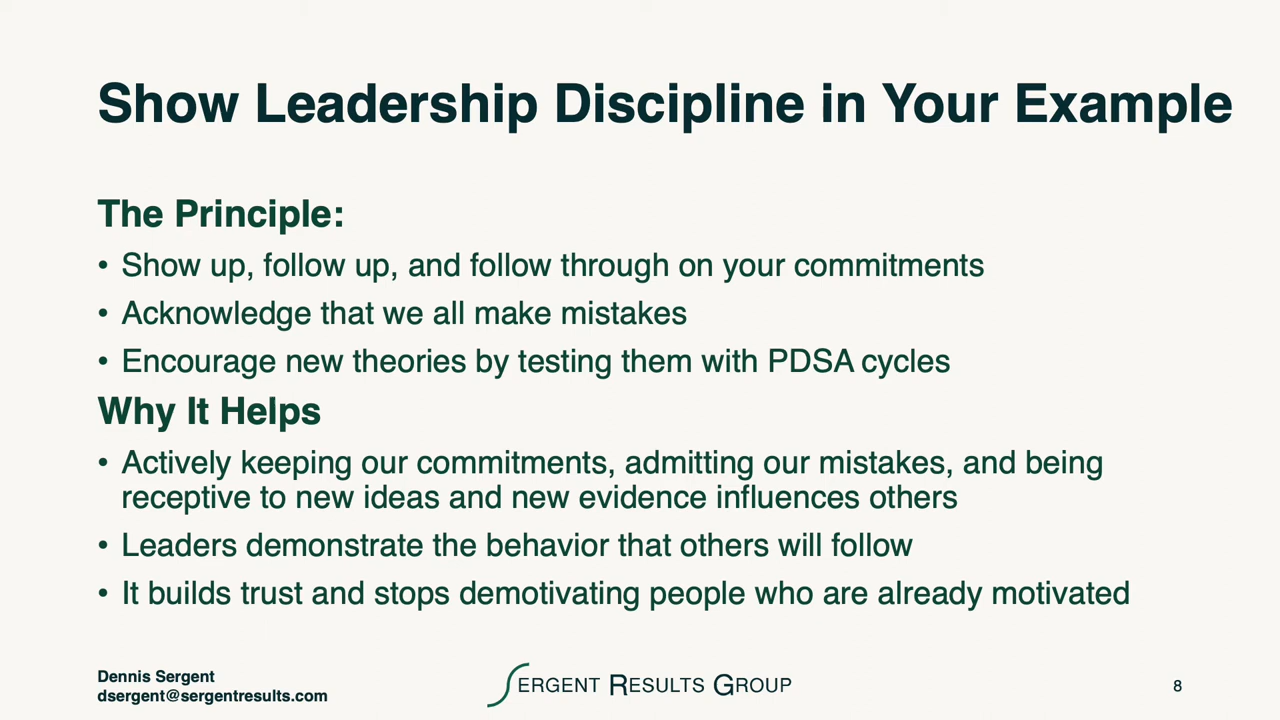 Show Leadership Discipline in Your Example
The Principle:
• Show up, follow up, and follow through on your commitments
• Acknowledge that we all make mistakes
• Encourage new theories by testing them with PDSA cycles
Why It Helps
• Actively keeping our commitments, admitting our mistakes, and being
receptive to new ideas and new evidence influences others
• Leaders demonstrate the behavior that others will follow
• It builds trust and stops demotivating people who are already motivated
Dennis Sergent
dsergent@sergentresults.com
SERGENT RESULTS GROUP
8